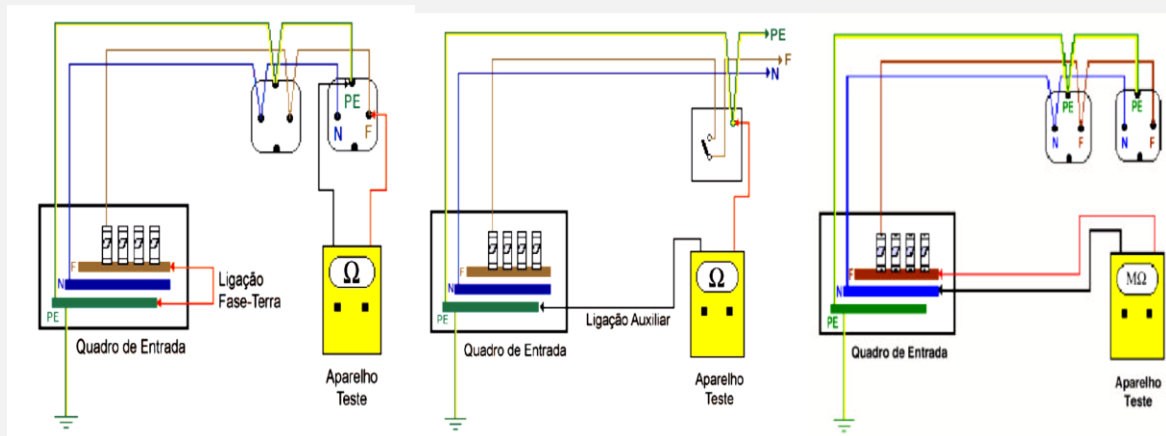 PE
N
F
F
N
PE
Ligação
Fase-Terra
Quadro de Entrada
Ω
Aparelho
Teste
PE
F
N
F
N
PE
Ligação Auxiliar
Quadro de Entrada
Ω
Aparelho
Teste
PE
PE
N
F
N
F
F
N
PE
Quadro de Entrada
MΩ
Aparelho
Teste